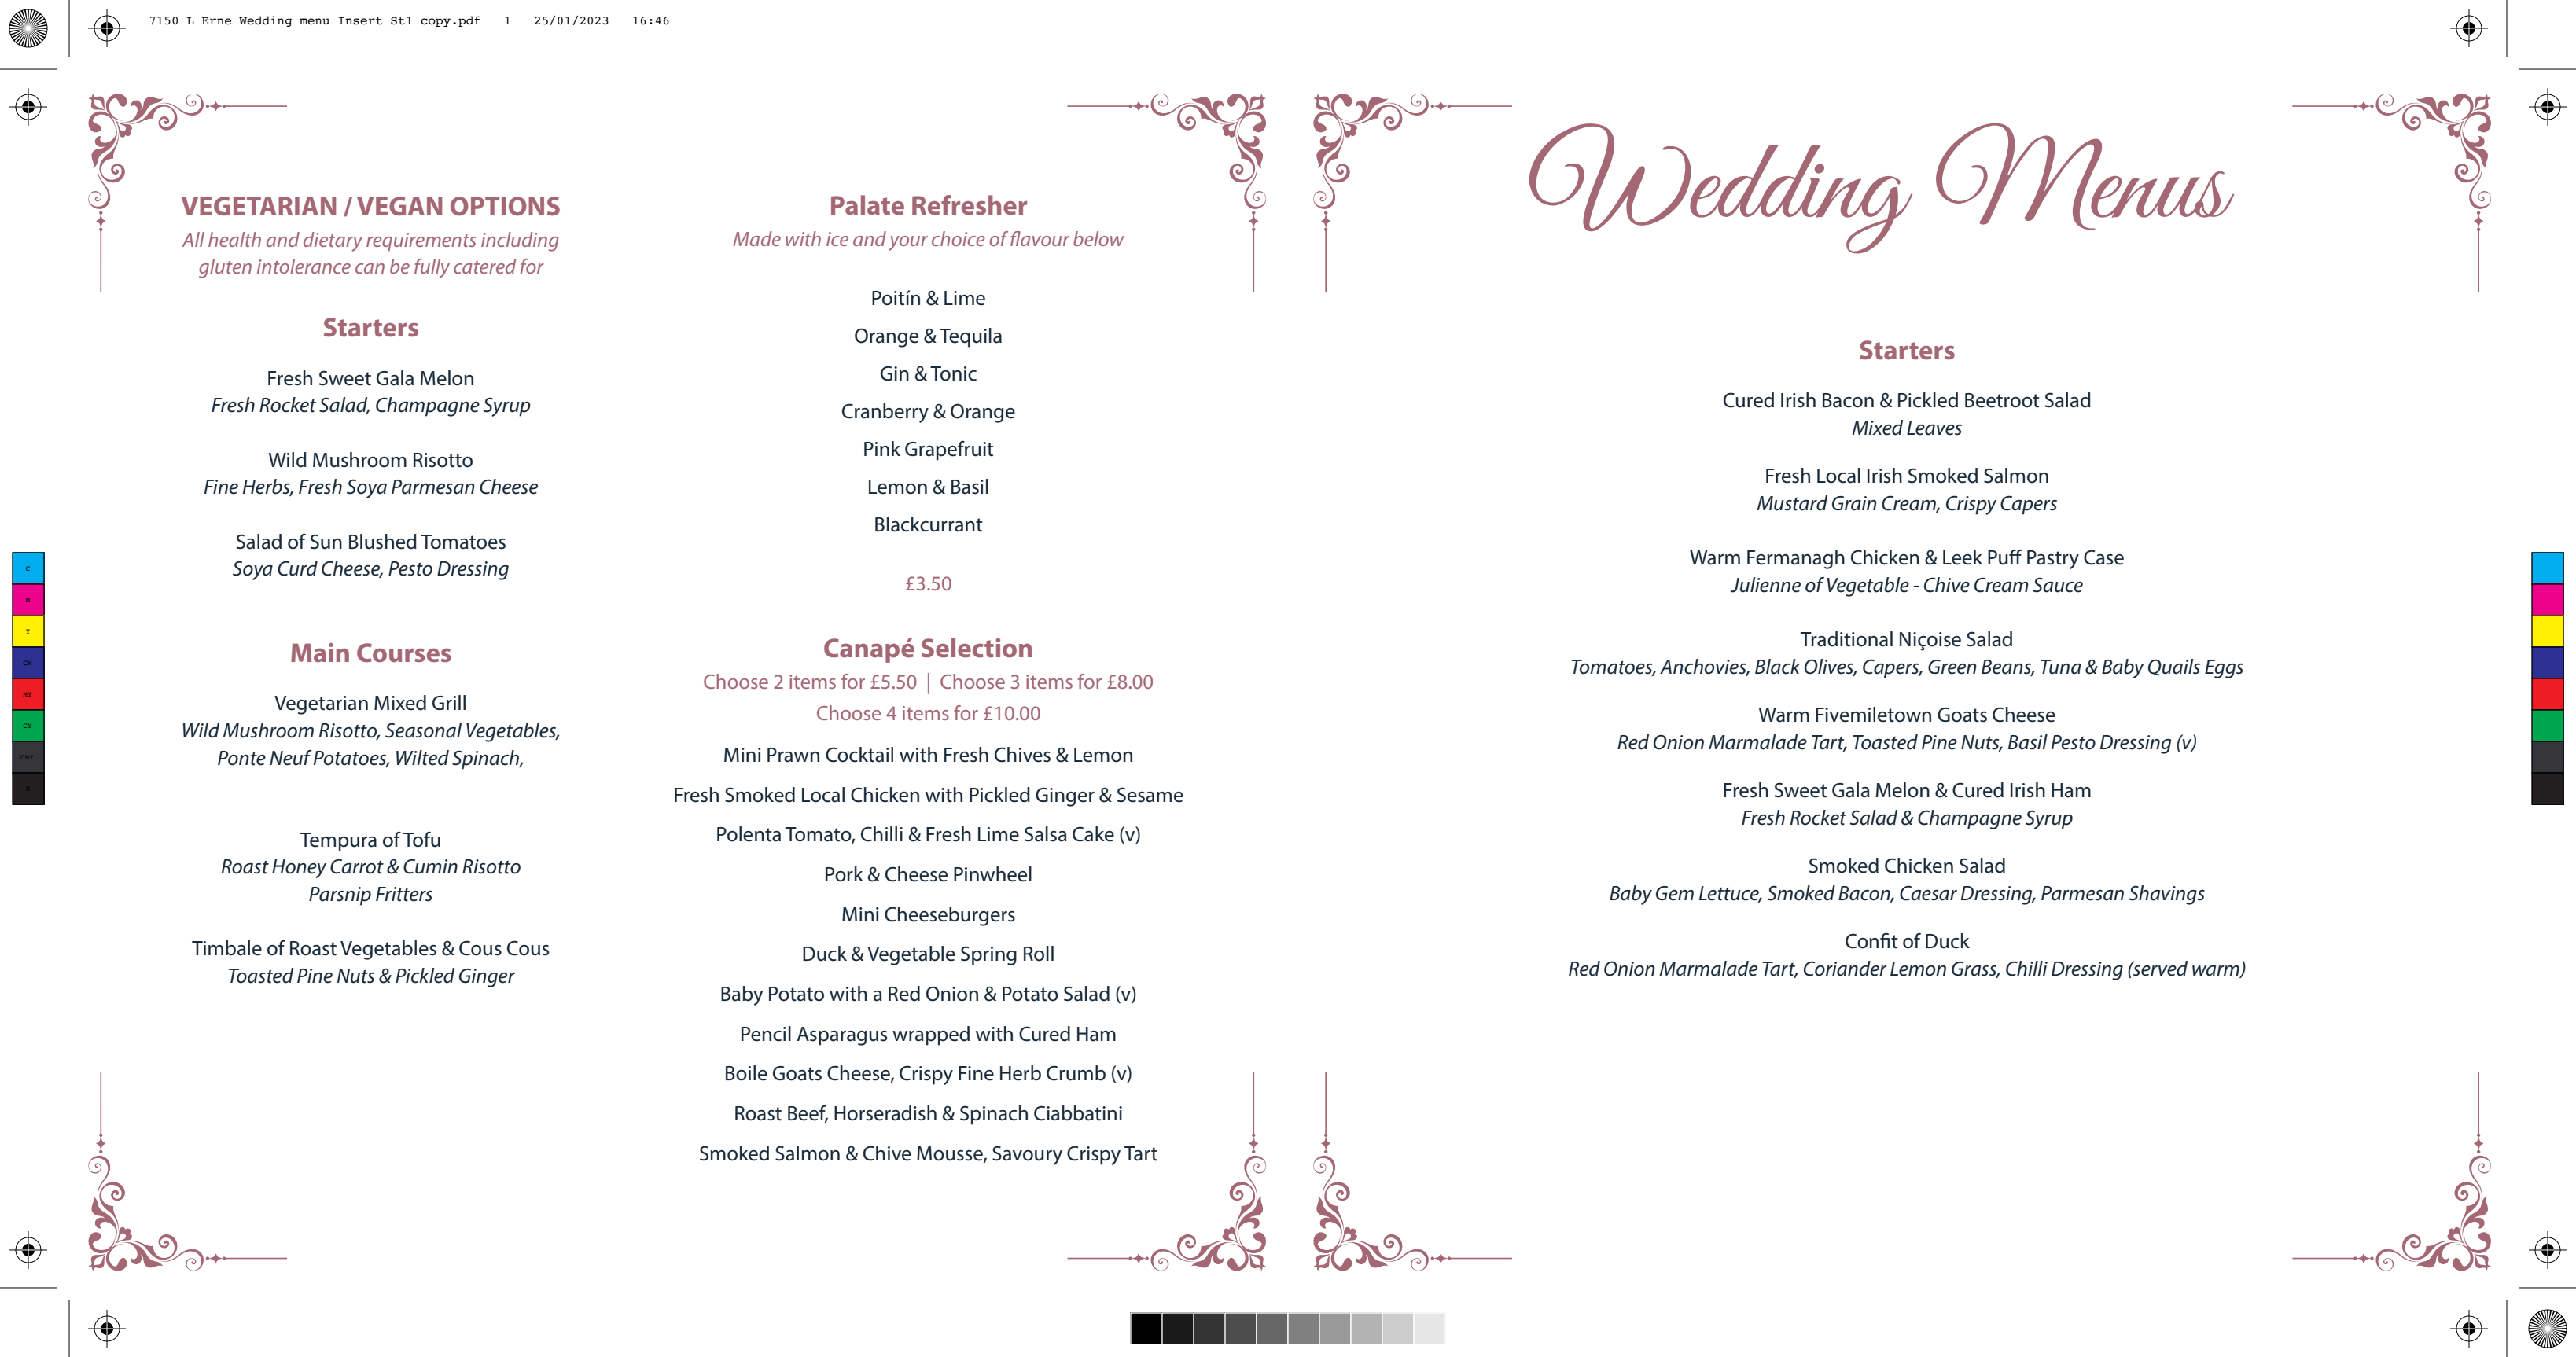 7150 L Erne Wedding menu Insert St1 copy.pdf   1   25/01/2023   16:46
VEGETARIAN / VEGAN OPTIONS
All health and dietary requirements including
gluten intolerance can be fully catered for
Starters
Fresh Sweet Gala Melon
Fresh Rocket Salad, Champagne Syrup
Wild Mushroom Risotto
Fine Herbs, Fresh Soya Parmesan Cheese
Salad of Sun Blushed Tomatoes
Soya Curd Cheese, Pesto Dressing
Main Courses
Vegetarian Mixed Grill
Wild Mushroom Risotto, Seasonal Vegetables,
Ponte Neuf Potatoes, Wilted Spinach,
Tempura of Tofu
Roast Honey Carrot & Cumin Risotto
Parsnip Fritters
Timbale of Roast Vegetables & Cous Cous
Toasted Pine Nuts & Pickled Ginger
Palate Refresher
Made with ice and your choice of flavour below
Poitín & Lime
Orange & Tequila
Gin & Tonic
Cranberry & Orange
Pink Grapefruit
Lemon & Basil
Blackcurrant
£3.50
Canapé Selection
Choose 2 items for £5.50 | Choose 3 items for £8.00
Choose 4 items for £10.00
Mini Prawn Cocktail with Fresh Chives & Lemon
Fresh Smoked Local Chicken with Pickled Ginger & Sesame
Polenta Tomato, Chilli & Fresh Lime Salsa Cake (v)
Pork & Cheese Pinwheel
Mini Cheeseburgers
Duck & Vegetable Spring Roll
Baby Potato with a Red Onion & Potato Salad (v)
Pencil Asparagus wrapped with Cured Ham
Boile Goats Cheese, Crispy Fine Herb Crumb (v)
Roast Beef, Horseradish & Spinach Ciabbatini
Smoked Salmon & Chive Mousse, Savoury Crispy Tart
Wedding Menus
Starters
Cured Irish Bacon & Pickled Beetroot Salad
Mixed Leaves
Fresh Local Irish Smoked Salmon
Mustard Grain Cream, Crispy Capers
Warm Fermanagh Chicken & Leek Puff Pastry Case
Julienne of Vegetable - Chive Cream Sauce
Traditional Niçoise Salad
Tomatoes, Anchovies, Black Olives, Capers, Green Beans, Tuna & Baby Quails Eggs
Warm Fivemiletown Goats Cheese
Red Onion Marmalade Tart, Toasted Pine Nuts, Basil Pesto Dressing (v)
Fresh Sweet Gala Melon & Cured Irish Ham
Fresh Rocket Salad & Champagne Syrup
Smoked Chicken Salad
Baby Gem Lettuce, Smoked Bacon, Caesar Dressing, Parmesan Shavings
Confit of Duck
Red Onion Marmalade Tart, Coriander Lemon Grass, Chilli Dressing (served warm)
C
M
Y
CM
MY
CY
CMY
K